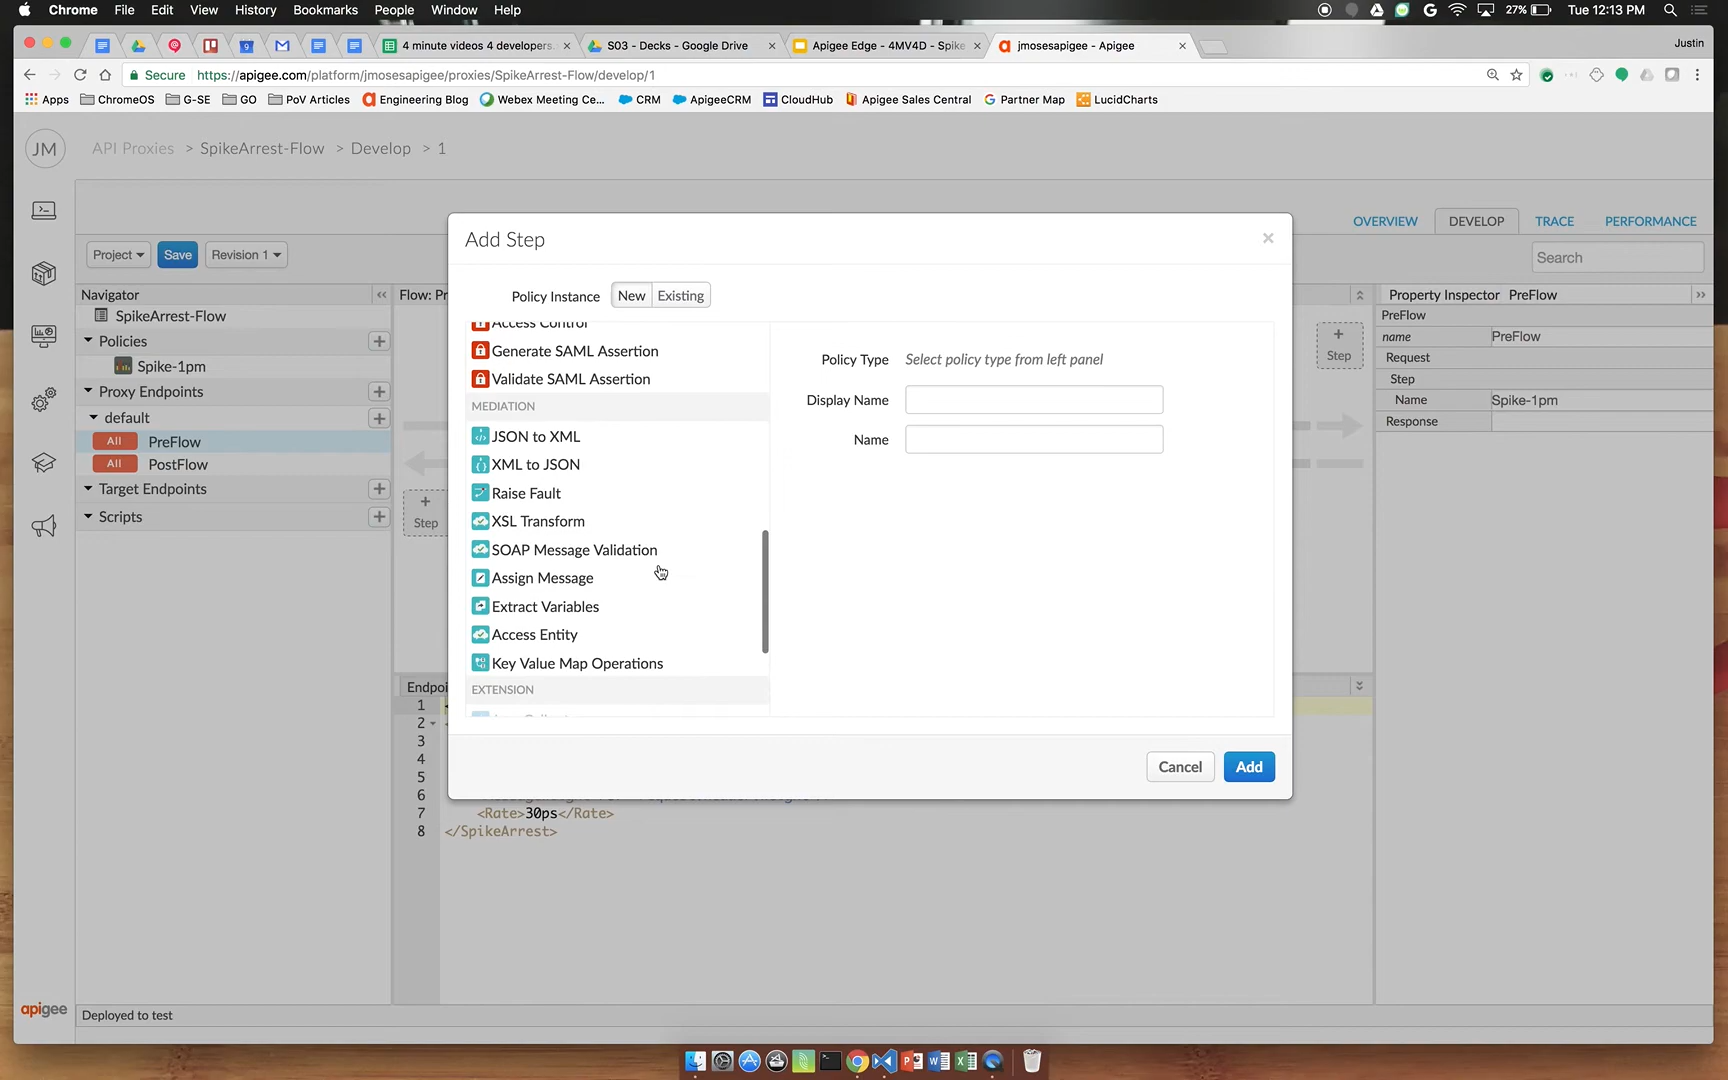 Chrome File Edit View History Bookmarks People Window Help 27% Tue 12:13 PM
4 minute videos 4 developers. S03 - Decks - Google Drive Apigee Edge - 4MV4D - Spike jmosesapigee - Apigee Justin
Secure https://apigee.com/platform/jmosesapigee/proxies/SpikeArrest-Flow/develop/1
Apps ChromeOS G-SE GO PoV Articles Engineering Blog Webex Meeting Ce... CRM ApigeeCRM CloudHub Apigee Sales Central Partner Map LucidCharts
JM API Proxies > SpikeArrest-Flow > Develop > 1
OVERVIEW DEVELOP TRACE PERFORMANCE
Project Save Revision 1 Search
Navigator
SpikeArrest-Flow
Policies
Spike-1pm
Proxy Endpoints
default
All PreFlow
All PostFlow
Target Endpoints
Scripts
Flow: Pr
+ Step
+ Step
Add Step
Policy Instance New Existing
Access Control
Generate SAML Assertion
Validate SAML Assertion
MEDIATION
JSON to XML
XML to JSON
Raise Fault
XSL Transform
SOAP Message Validation
Assign Message
Extract Variables
Access Entity
Key Value Map Operations
EXTENSION
Policy Type Select policy type from left panel
Display Name
Name
Cancel Add
Property Inspector PreFlow
PreFlow
name PreFlow
Request
Step
Name Spike-1pm
Response
1
2
3
4
5
6
7 <Rate>30ps</Rate>
8 </SpikeArrest>
apigee Deployed to test